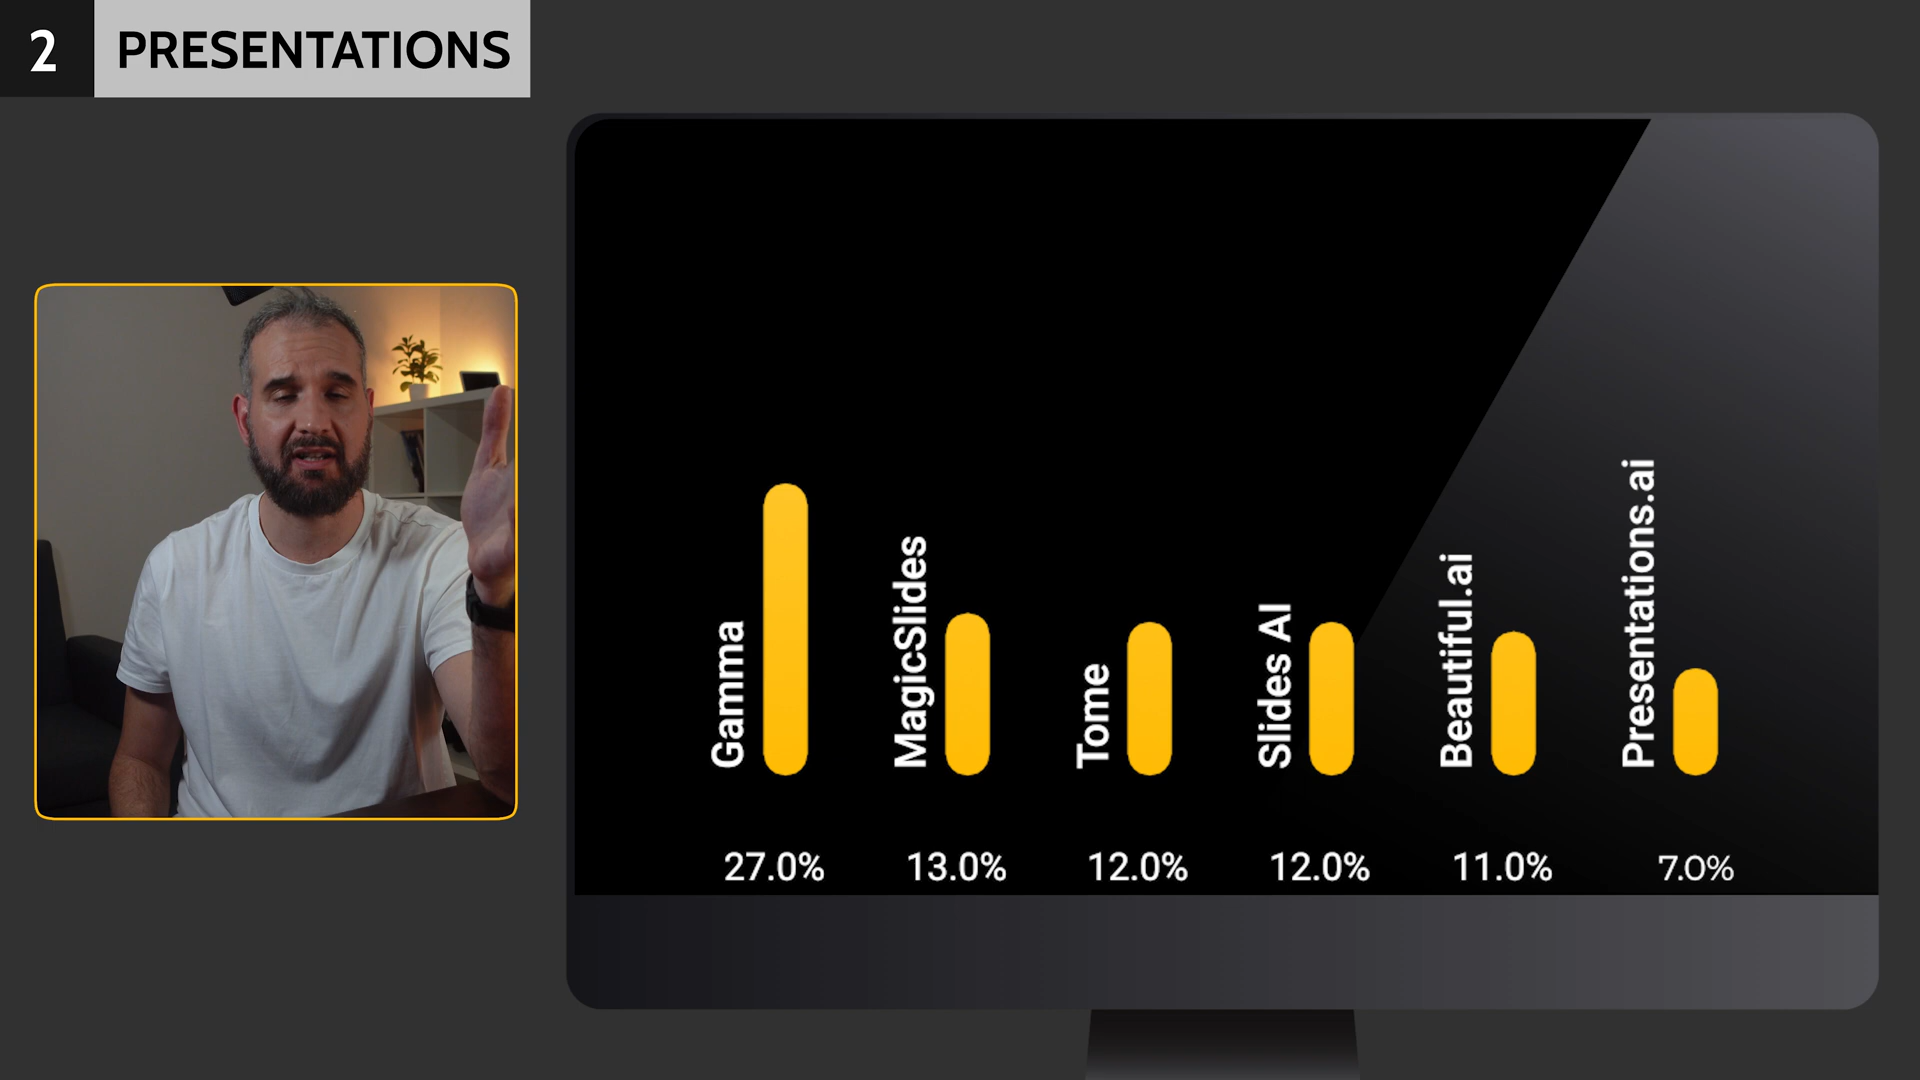 2 PRESENTATIONS
Gamma
MagicSlides
Tome
Slides AI
Beautiful.ai
Presentations.ai
27.0% 13.0% 12.0% 12.0% 11.0% 7.0%